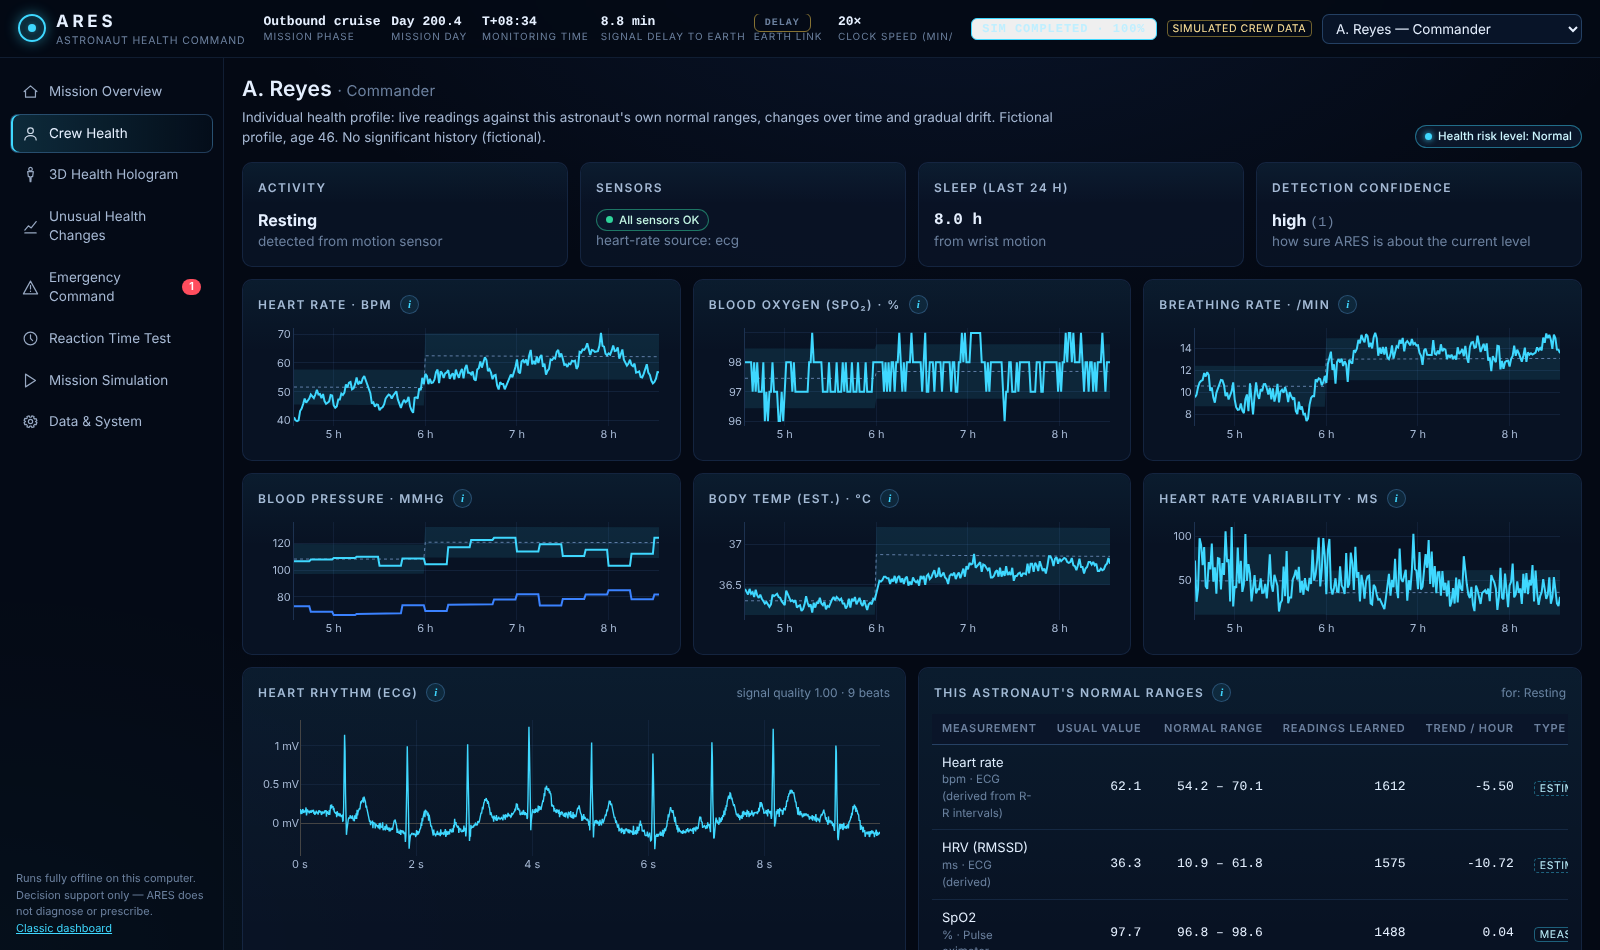 ARES
ASTRONAUT HEALTH COMMAND
Outbound cruise
MISSION PHASE
Day 200.4
MISSION DAY
T+08:34
MONITORING TIME
8.8 min
SIGNAL DELAY TO EARTH
DELAY
EARTH LINK
20×
CLOCK SPEED (MIN/
SIM COMPLETED · 100%
SIMULATED CREW DATA
A. Reyes — Commander
Mission Overview
Crew Health
3D Health Hologram
Unusual Health
Changes
Emergency
Command
1
Reaction Time Test
Mission Simulation
Data & System
Runs fully offline on this computer.
Decision support only — ARES does
not diagnose or prescribe.
Classic dashboard
A. Reyes · Commander
Individual health profile: live readings against this astronaut's own normal ranges, changes over time and gradual drift. Fictional
profile, age 46. No significant history (fictional).
Health risk level: Normal
ACTIVITY
Resting
detected from motion sensor
SENSORS
All sensors OK
heart-rate source: ecg
SLEEP (LAST 24 H)
8.0 h
from wrist motion
DETECTION CONFIDENCE
high (1)
how sure ARES is about the current level
HEART RATE · BPM i
70
60
50
40
5 h 6 h 7 h 8 h
BLOOD OXYGEN (SPO₂) · % i
98
97
96
5 h 6 h 7 h 8 h
BREATHING RATE · /MIN i
14
12
10
8
5 h 6 h 7 h 8 h
BLOOD PRESSURE · MMHG i
120
100
80
5 h 6 h 7 h 8 h
BODY TEMP (EST.) · °C i
37
36.5
5 h 6 h 7 h 8 h
HEART RATE VARIABILITY · MS i
100
50
5 h 6 h 7 h 8 h
HEART RHYTHM (ECG) i
signal quality 1.00 · 9 beats
1 mV
0.5 mV
0 mV
0 s 2 s 4 s 6 s 8 s
THIS ASTRONAUT'S NORMAL RANGES i
for: Resting
MEASUREMENT USUAL VALUE NORMAL RANGE READINGS LEARNED TREND / HOUR TYPE
Heart rate
bpm · ECG
(derived from R-
R intervals)
62.1 54.2 – 70.1 1612 -5.50 ESTIM
HRV (RMSSD)
ms · ECG
(derived)
36.3 10.9 – 61.8 1575 -10.72 ESTIM
SpO2
% · Pulse
oximeter
97.7 96.8 – 98.6 1488 0.04 MEAS